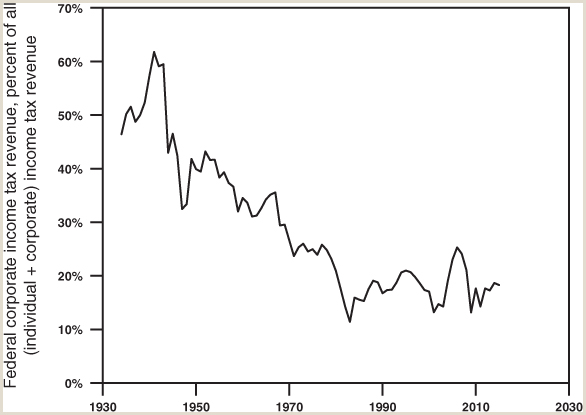 Federal corporate income tax revenue, percent of all
(individual + corporate) income tax revenue
70%
60%
50%
40%
30%
20%
10%
0%
1930 1950 1970 1990 2010 2030